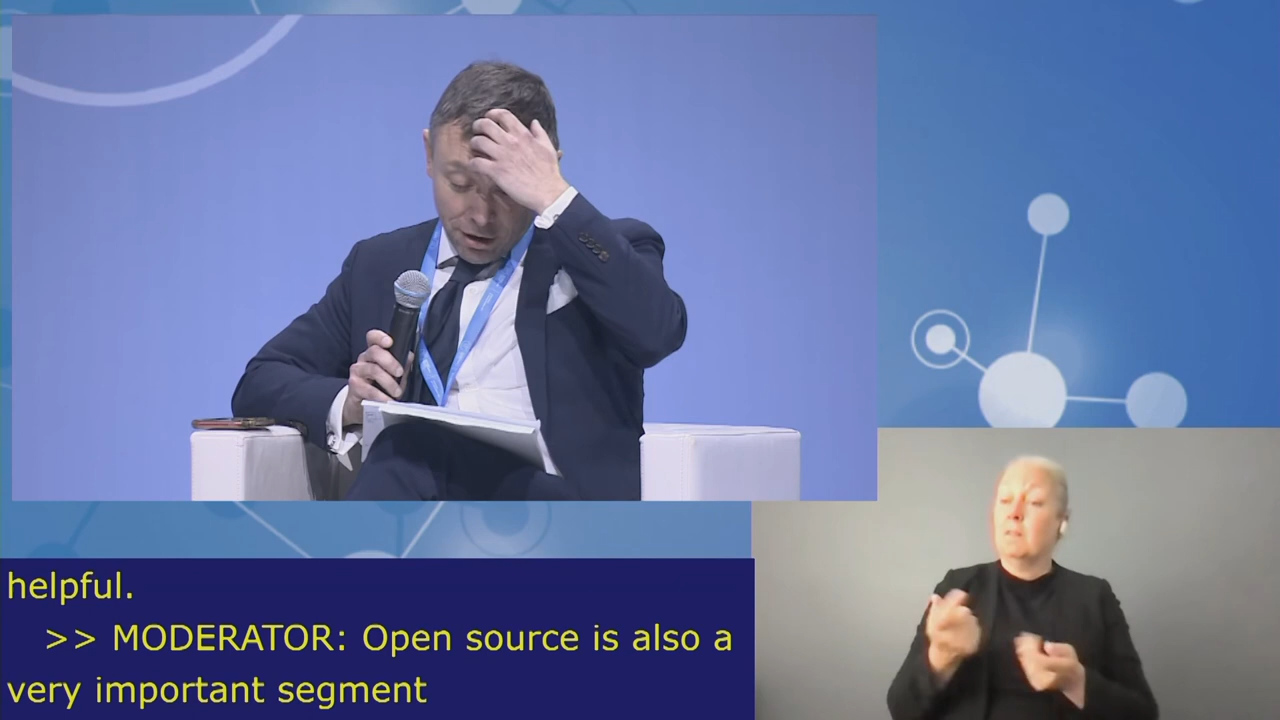 helpful.
>> MODERATOR: Open source is also a
very important segment